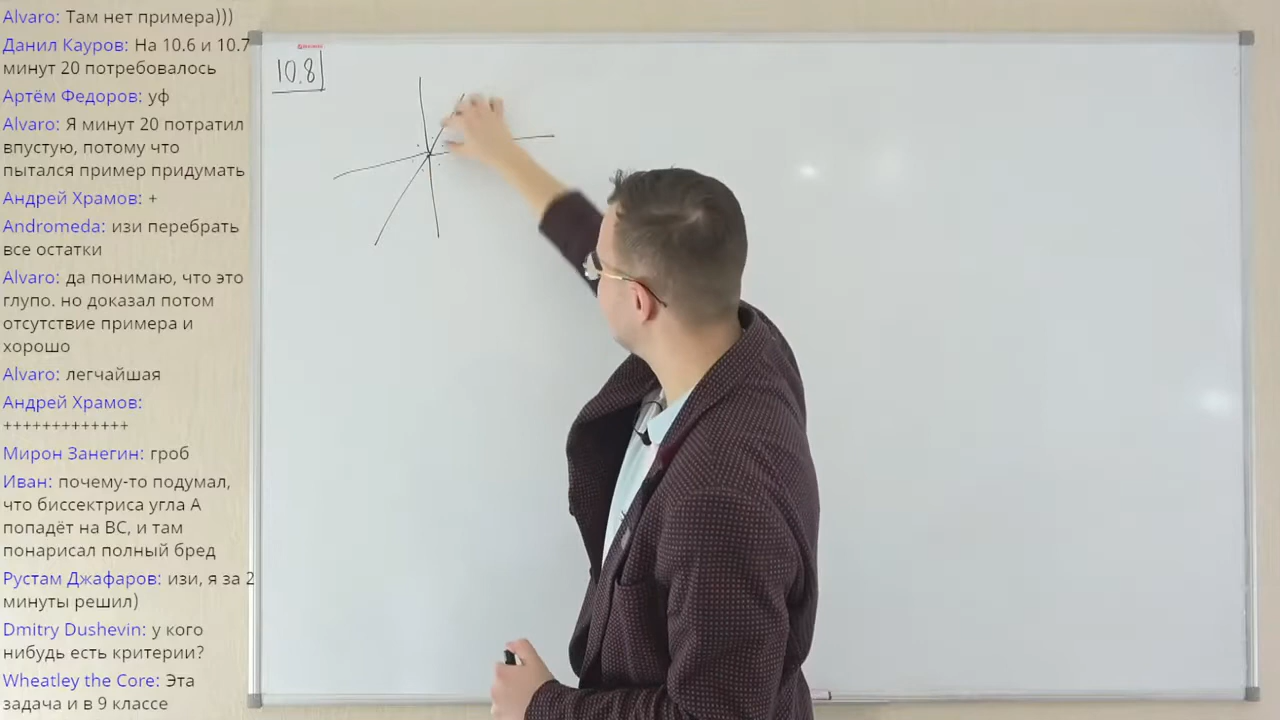 Alvaro: Там нет примера)))
Данил Кауров: На 10.6 и 10.7
минут 20 потребовалось
Артём Федоров: уф
Alvaro: Я минут 20 потратил
впустую, потому что
пытался пример придумать
Андрей Храмов: +
Andromeda: изи перебрать
все остатки
Alvaro: да понимаю, что это
глупо. но доказал потом
отсутствие примера и
хорошо
Alvaro: легчайшая
Андрей Храмов:
+++++++++++++
Мирон Занегин: гроб
Иван: почему-то подумал,
что биссектриса угла А
попадёт на ВС, и там
понарисал полный бред
Рустам Джафаров: изи, я за 2
минуты решил)
Dmitry Dushevin: у кого
нибудь есть критерии?
Wheatley the Core: Эта
задача и в 9 классе
10.8